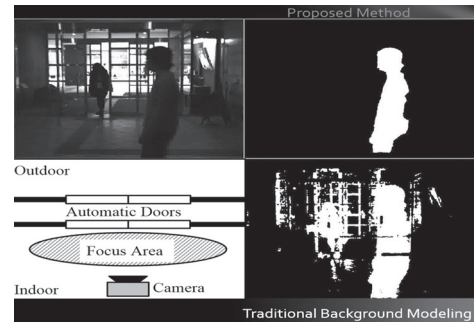 Proposed Method
Outdoor
Automatic Doors
Focus Area
Indoor
Camera
Traditional Background Modeling